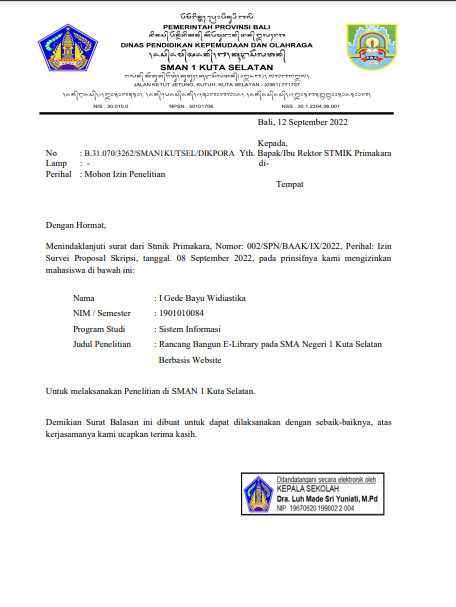 PEMERINTAH PROVINSI BALI
DINAS PENDIDIKAN KEPEMUDAAN DAN OLAHRAGA
SMAN 1 KUTA SELATAN
JALAN KETUT JETUNG, KUTUH, KUTA SELATAN - (0361) 771737
NIS : 30.015.0 NPSN : 50101706 NSS : 30.1.2204.06.001
Bali, 12 September 2022
Kepada,
No : B.31.070/3262/SMAN1KUTSEL/DIKPORA Yth. Bapak/Ibu Rektor STMIK Primakara
Lamp : - di-
Perihal : Mohon Izin Penelitian
Tempat
Dengan Hormat,
Menindaklanjuti surat dari Stmik Primakara, Nomor: 002/SPN/BAAK/IX/2022, Perihal: Izin
Survei Proposal Skripsi, tanggal. 08 September 2022, pada prinsifnya kami mengizinkan
mahasiswa di bawah ini:
Nama : I Gede Bayu Widiastika
NIM / Semester : 1901010084
Program Studi : Sistem Informasi
Judul Penelitian : Rancang Bangun E-Library pada SMA Negeri 1 Kuta Selatan
Berbasis Website
Untuk melaksanakan Penelitian di SMAN 1 Kuta Selatan.
Demikian Surat Balasan ini dibuat untuk dapat dilaksanakan dengan sebaik-baiknya, atas
kerjasamanya kami ucapkan terima kasih.
Ditandatangani secara elektronik oleh :
KEPALA SEKOLAH
Dra. Luh Made Sri Yuniati, M.Pd
NIP. 19670620 199802 2 004